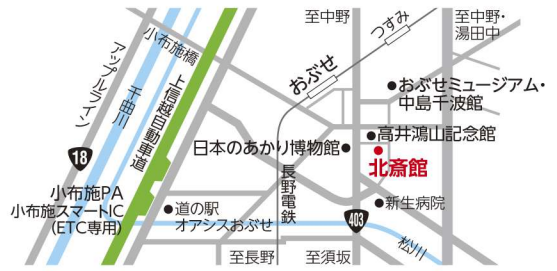 至中野
至中野・
湯田中
つすみ
小布施橋
アップルライン
千曲川
上信越自動車道
おぶせ
おぶせミュージアム・
中島千波館
高井鴻山記念館
日本のあかり博物館
北斎館
18
小布施PA
小布施スマートIC
(ETC専用)
道の駅
オアシスおぶせ
長野電鉄
新生病院
403
松川
至長野
至須坂